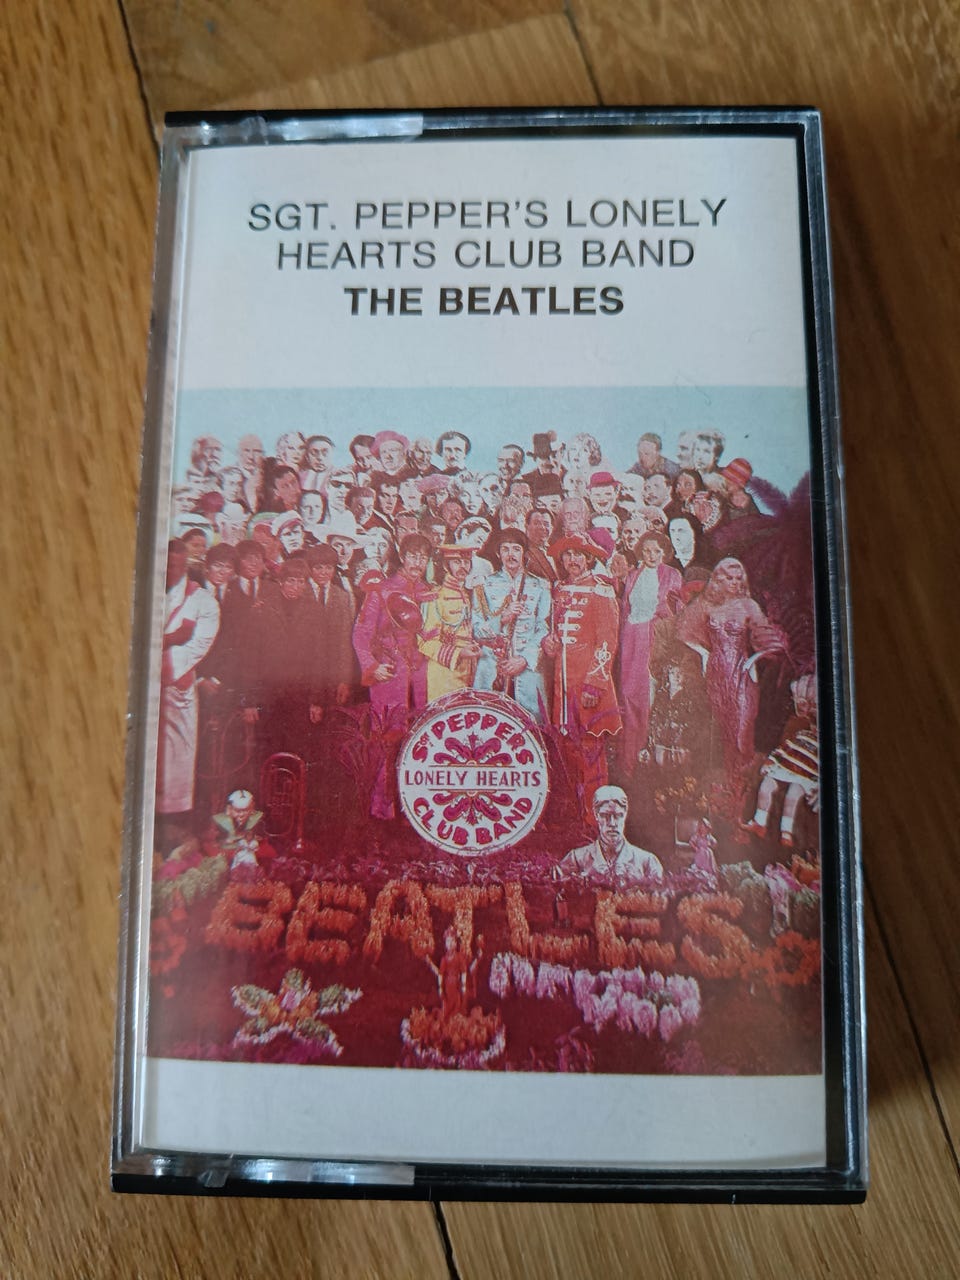 SGT. PEPPER'S LONELY
HEARTS CLUB BAND
THE BEATLES
SGT PEPPERS
LONELY HEARTS
CLUB BAND
BEATLES